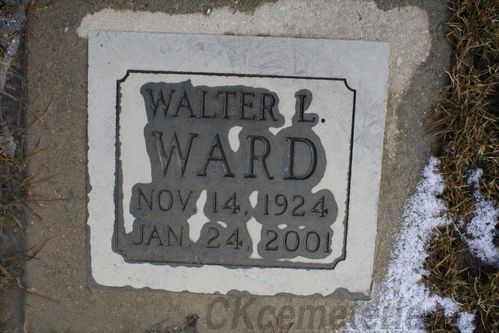 WALTER L.
WARD
NOV. 14, 1924
JAN. 24, 2001